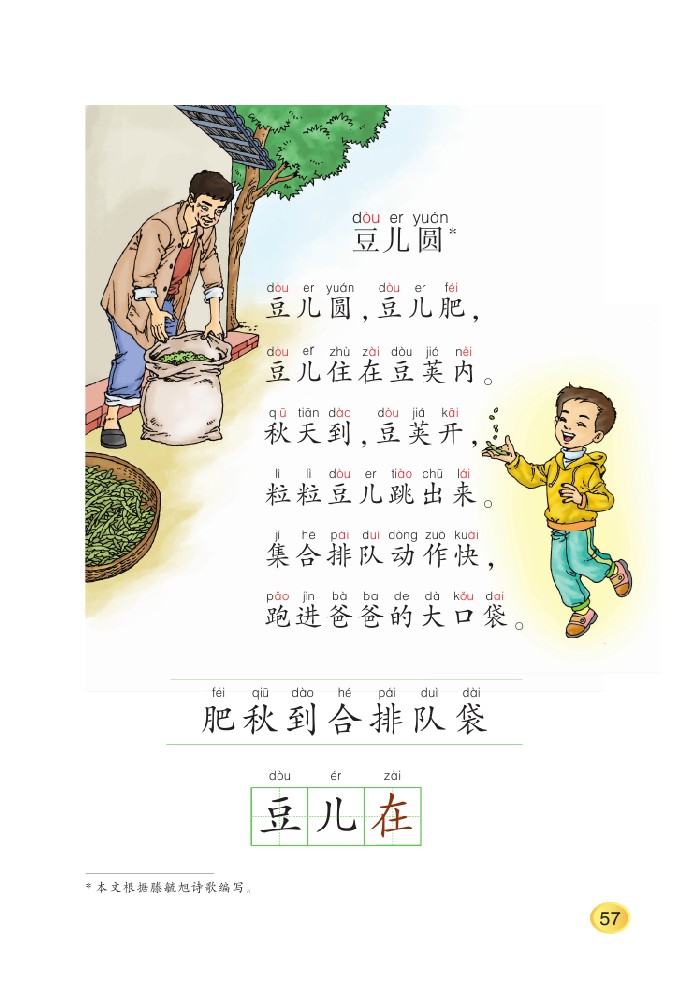 dòu er yuán
豆儿圆*
dòu er yuán dòu er féi
豆儿圆,豆儿肥,
dòu er zhù zài dòu jiá nèi
豆儿住在豆荚内。
qiū tiān dào dòu jiá kāi
秋天到,豆荚开,
lì lì dòu er tiào chū lái
粒粒豆儿跳出来。
jí hé pái duì dòng zuò kuài
集合排队动作快,
pǎo jìn bà ba de dà kǒu dai
跑进爸爸的大口袋。
féi qiū dào hé pái duì dài
肥秋到合排队袋
dòu ér zài
豆儿在
* 本文根据滕毓旭诗歌编写。
57